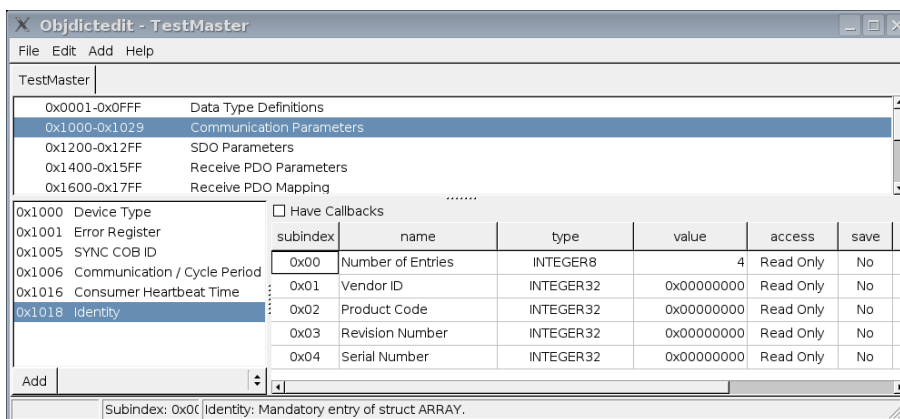 Objdictedit - TestMaster
File Edit Add Help
TestMaster
0x0001-0x0FFF Data Type Definitions
0x1000-0x1029 Communication Parameters
0x1200-0x12FF SDO Parameters
0x1400-0x15FF Receive PDO Parameters
0x1600-0x17FF Receive PDO Mapping
0x1000 Device Type
0x1001 Error Register
0x1005 SYNC COB ID
0x1006 Communication / Cycle Period
0x1016 Consumer Heartbeat Time
0x1018 Identity
Add
Have Callbacks
subindex name type value access save
0x00 Number of Entries INTEGER8 4 Read Only No
0x01 Vendor ID INTEGER32 0x00000000 Read Only No
0x02 Product Code INTEGER32 0x00000000 Read Only No
0x03 Revision Number INTEGER32 0x00000000 Read Only No
0x04 Serial Number INTEGER32 0x00000000 Read Only No
Subindex: 0x0( Identity: Mandatory entry of struct ARRAY.